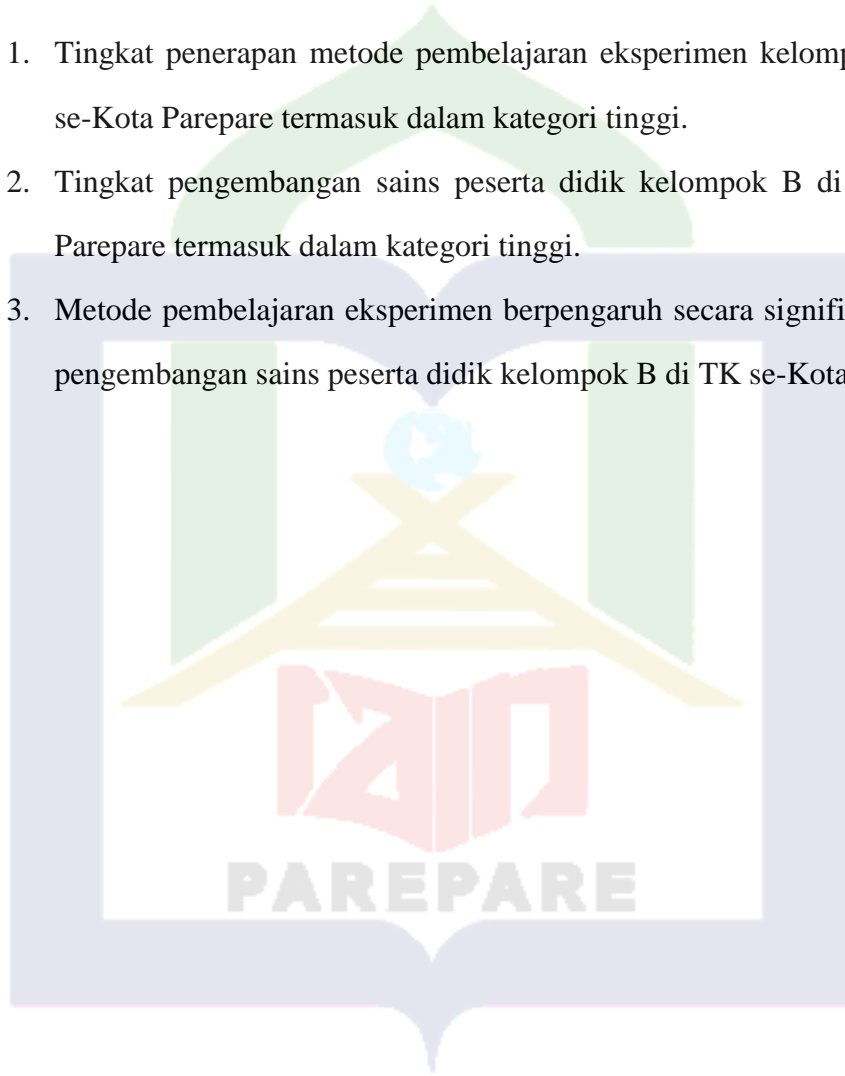 1. Tingkat penerapan metode pembelajaran eksperimen
se-Kota Parepare termasuk dalam kategori tinggi.
2. Tingkat pengembangan sains peserta didik kelompok B di
Parepare termasuk dalam kategori tinggi.
3. Metode pembelajaran eksperimen berpengaruh secara
pengembangan sains peserta didik kelompok B di TK se-Kota
iain
PAREPARE